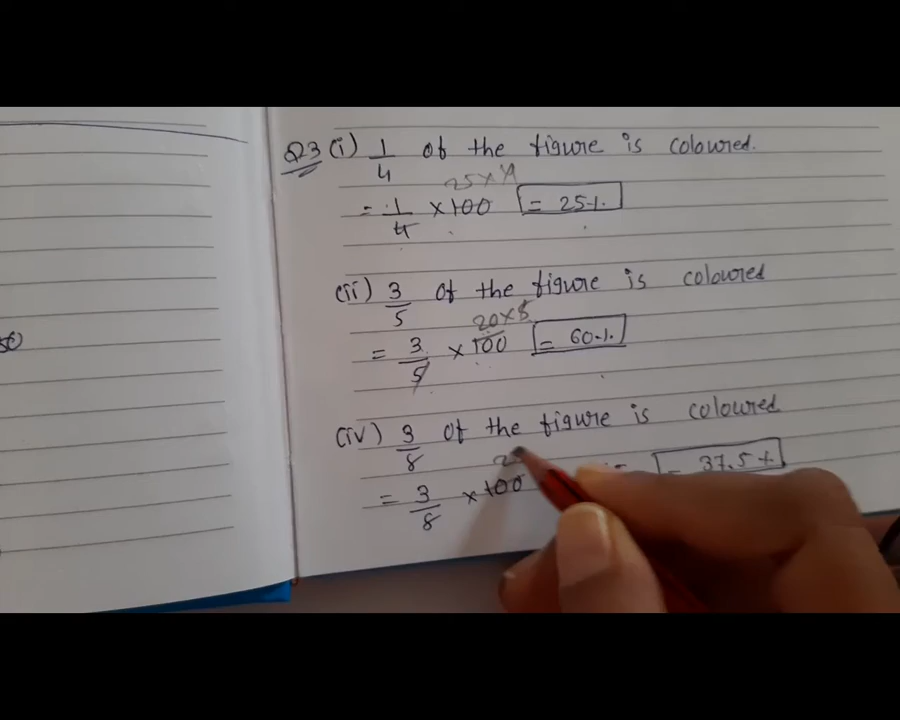 Q3 (i) 1/4 of the figure is coloured.
25 × 4
= 1/4 × 100 = 25%
(ii) 3/5 of the figure is coloured
20 × 5
= 3/5 × 100 = 60%
(iv) 3/8 of the figure is coloured
= 3/8 × 100 = 37.5%